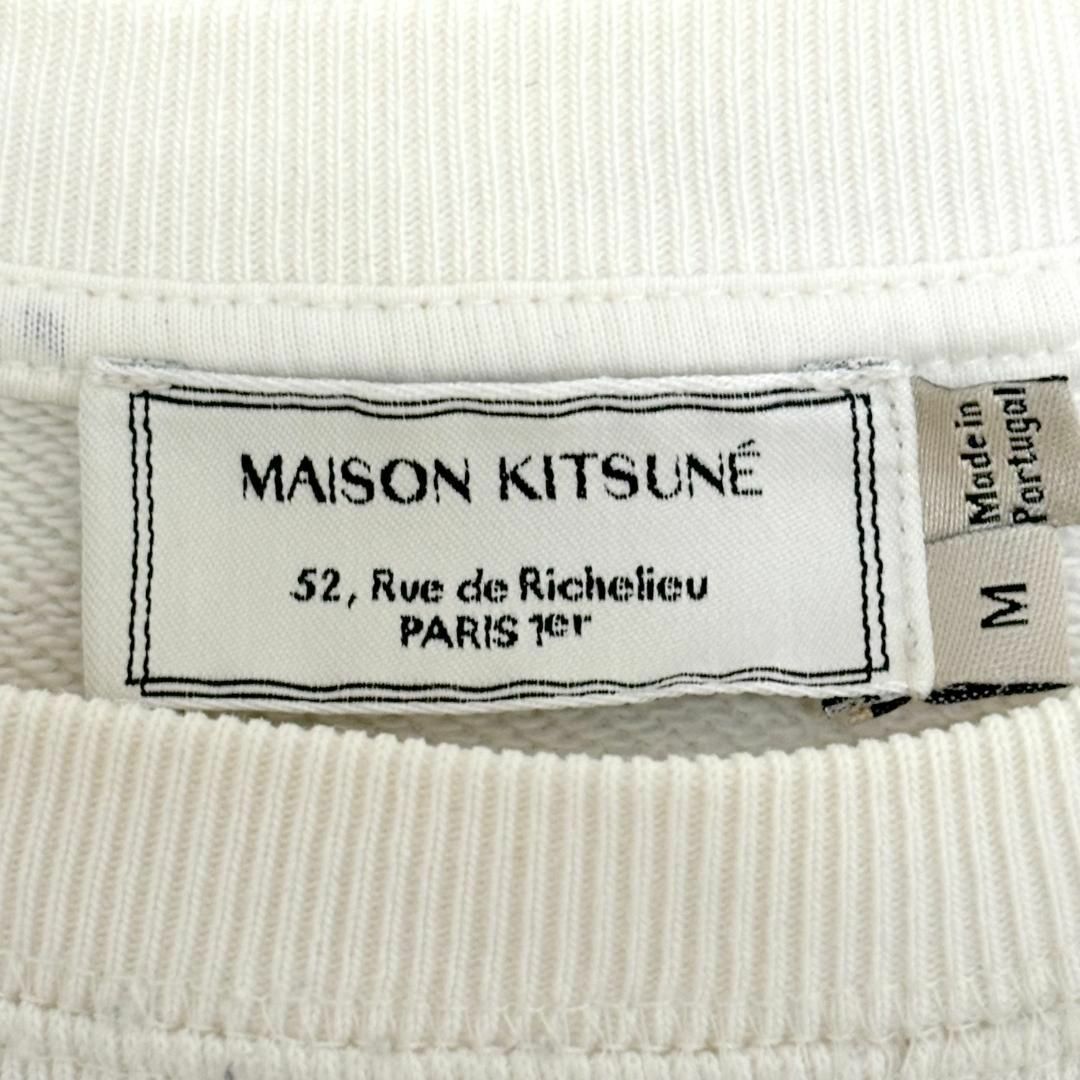 MAISON KITSUNÉ
52, Rue de Richelieu
PARIS 1er
Made in
Portugal
M